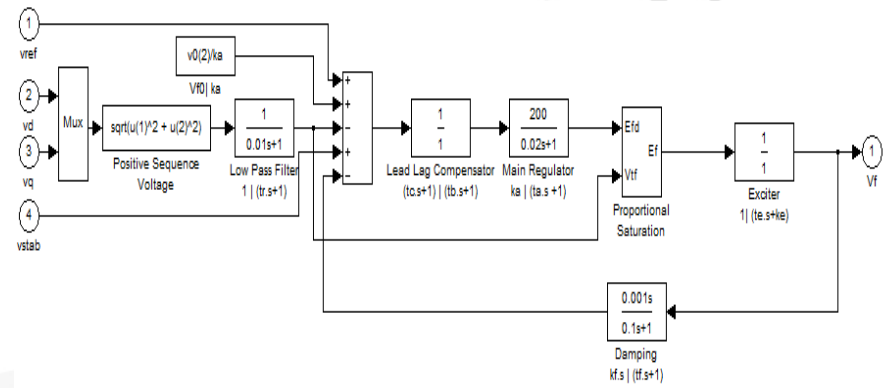 1
vref
v0(2)/ka
Vf0| ka
2
vd
3
vq
4
vstab
Mux
sqrt(u(1)^2 + u(2)^2)
Positive Sequence
Voltage
1
0.01s+1
Low Pass Filter
1 | (tr.s+1)
+
+
−
+
−
1
1
Lead Lag Compensator
(tc.s+1) | (tb.s+1)
200
0.02s+1
Main Regulator
ka | (ta.s +1)
Efd
Ef
Vtf
Proportional
Saturation
1
1
Exciter
1| (te.s+ke)
1
Vf
0.001s
0.1s+1
Damping
kf.s | (tf.s+1)